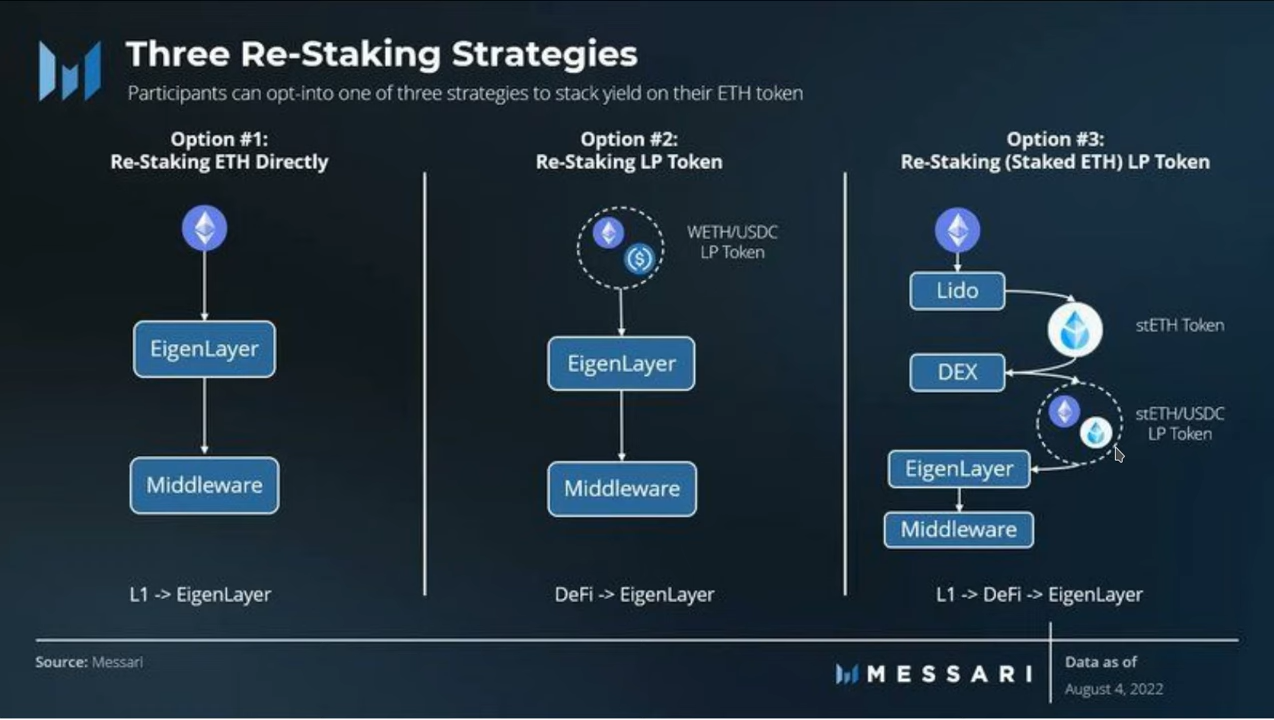 Three Re-Staking Strategies
Participants can opt-into one of three strategies to stack yield on their ETH token
Option #1:
Re-Staking ETH Directly
EigenLayer
Middleware
L1 -> EigenLayer
Option #2:
Re-Staking LP Token
WETH/USDC
LP Token
EigenLayer
Middleware
DeFi -> EigenLayer
Option #3:
Re-Staking (Staked ETH) LP Token
Lido
stETH Token
DEX
stETH/USDC
LP Token
EigenLayer
Middleware
L1 -> DeFi -> EigenLayer
Source: Messari
MESSARI
Data as of
August 4, 2022